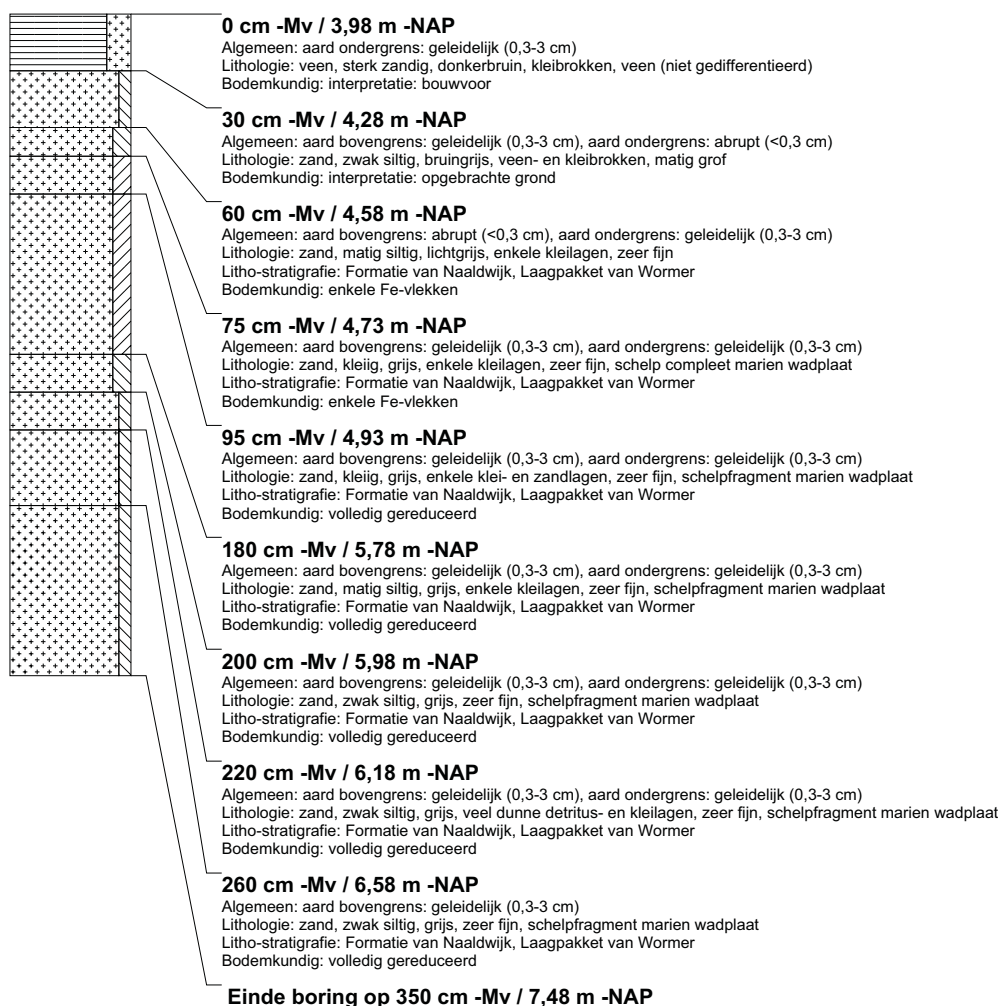 0 cm -Mv / 3,98 m -NAP
Algemeen: aard ondergrens: geleidelijk (0,3-3 cm)
Lithologie: veen, sterk zandig, donkerbruin, kleibrokken, veen (niet gedifferentieerd)
Bodemkundig: interpretatie: bouwvoor
30 cm -Mv / 4,28 m -NAP
Algemeen: aard bovengrens: geleidelijk (0,3-3 cm), aard ondergrens: abrupt (<0,3 cm)
Lithologie: zand, zwak siltig, bruingrijs, veen- en kleibrokken, matig grof
Bodemkundig: interpretatie: opgebrachte grond
60 cm -Mv / 4,58 m -NAP
Algemeen: aard bovengrens: abrupt (<0,3 cm), aard ondergrens: geleidelijk (0,3-3 cm)
Lithologie: zand, matig siltig, lichtgrijs, enkele kleilagen, zeer fijn
Litho-stratigrafie: Formatie van Naaldwijk, Laagpakket van Wormer
Bodemkundig: enkele Fe-vlekken
75 cm -Mv / 4,73 m -NAP
Algemeen: aard bovengrens: geleidelijk (0,3-3 cm), aard ondergrens: geleidelijk (0,3-3 cm)
Lithologie: zand, kleiig, grijs, enkele kleilagen, zeer fijn, schelp compleet marien wadplaat
Litho-stratigrafie: Formatie van Naaldwijk, Laagpakket van Wormer
Bodemkundig: enkele Fe-vlekken
95 cm -Mv / 4,93 m -NAP
Algemeen: aard bovengrens: geleidelijk (0,3-3 cm), aard ondergrens: geleidelijk (0,3-3 cm)
Lithologie: zand, kleiig, grijs, enkele klei- en zandlagen, zeer fijn, schelpfragment marien wadplaat
Litho-stratigrafie: Formatie van Naaldwijk, Laagpakket van Wormer
Bodemkundig: volledig gereduceerd
180 cm -Mv / 5,78 m -NAP
Algemeen: aard bovengrens: geleidelijk (0,3-3 cm), aard ondergrens: geleidelijk (0,3-3 cm)
Lithologie: zand, matig siltig, grijs, enkele kleilagen, zeer fijn, schelpfragment marien wadplaat
Litho-stratigrafie: Formatie van Naaldwijk, Laagpakket van Wormer
Bodemkundig: volledig gereduceerd
200 cm -Mv / 5,98 m -NAP
Algemeen: aard bovengrens: geleidelijk (0,3-3 cm), aard ondergrens: geleidelijk (0,3-3 cm)
Lithologie: zand, zwak siltig, grijs, zeer fijn, schelpfragment marien wadplaat
Litho-stratigrafie: Formatie van Naaldwijk, Laagpakket van Wormer
Bodemkundig: volledig gereduceerd
220 cm -Mv / 6,18 m -NAP
Algemeen: aard bovengrens: geleidelijk (0,3-3 cm), aard ondergrens: geleidelijk (0,3-3 cm)
Lithologie: zand, zwak siltig, grijs, veel dunne detritus- en kleilagen, zeer fijn, schelpfragment marien wadplaat
Litho-stratigrafie: Formatie van Naaldwijk, Laagpakket van Wormer
Bodemkundig: volledig gereduceerd
260 cm -Mv / 6,58 m -NAP
Algemeen: aard bovengrens: geleidelijk (0,3-3 cm)
Lithologie: zand, zwak siltig, grijs, zeer fijn, schelpfragment marien wadplaat
Litho-stratigrafie: Formatie van Naaldwijk, Laagpakket van Wormer
Bodemkundig: volledig gereduceerd
Einde boring op 350 cm -Mv / 7,48 m -NAP